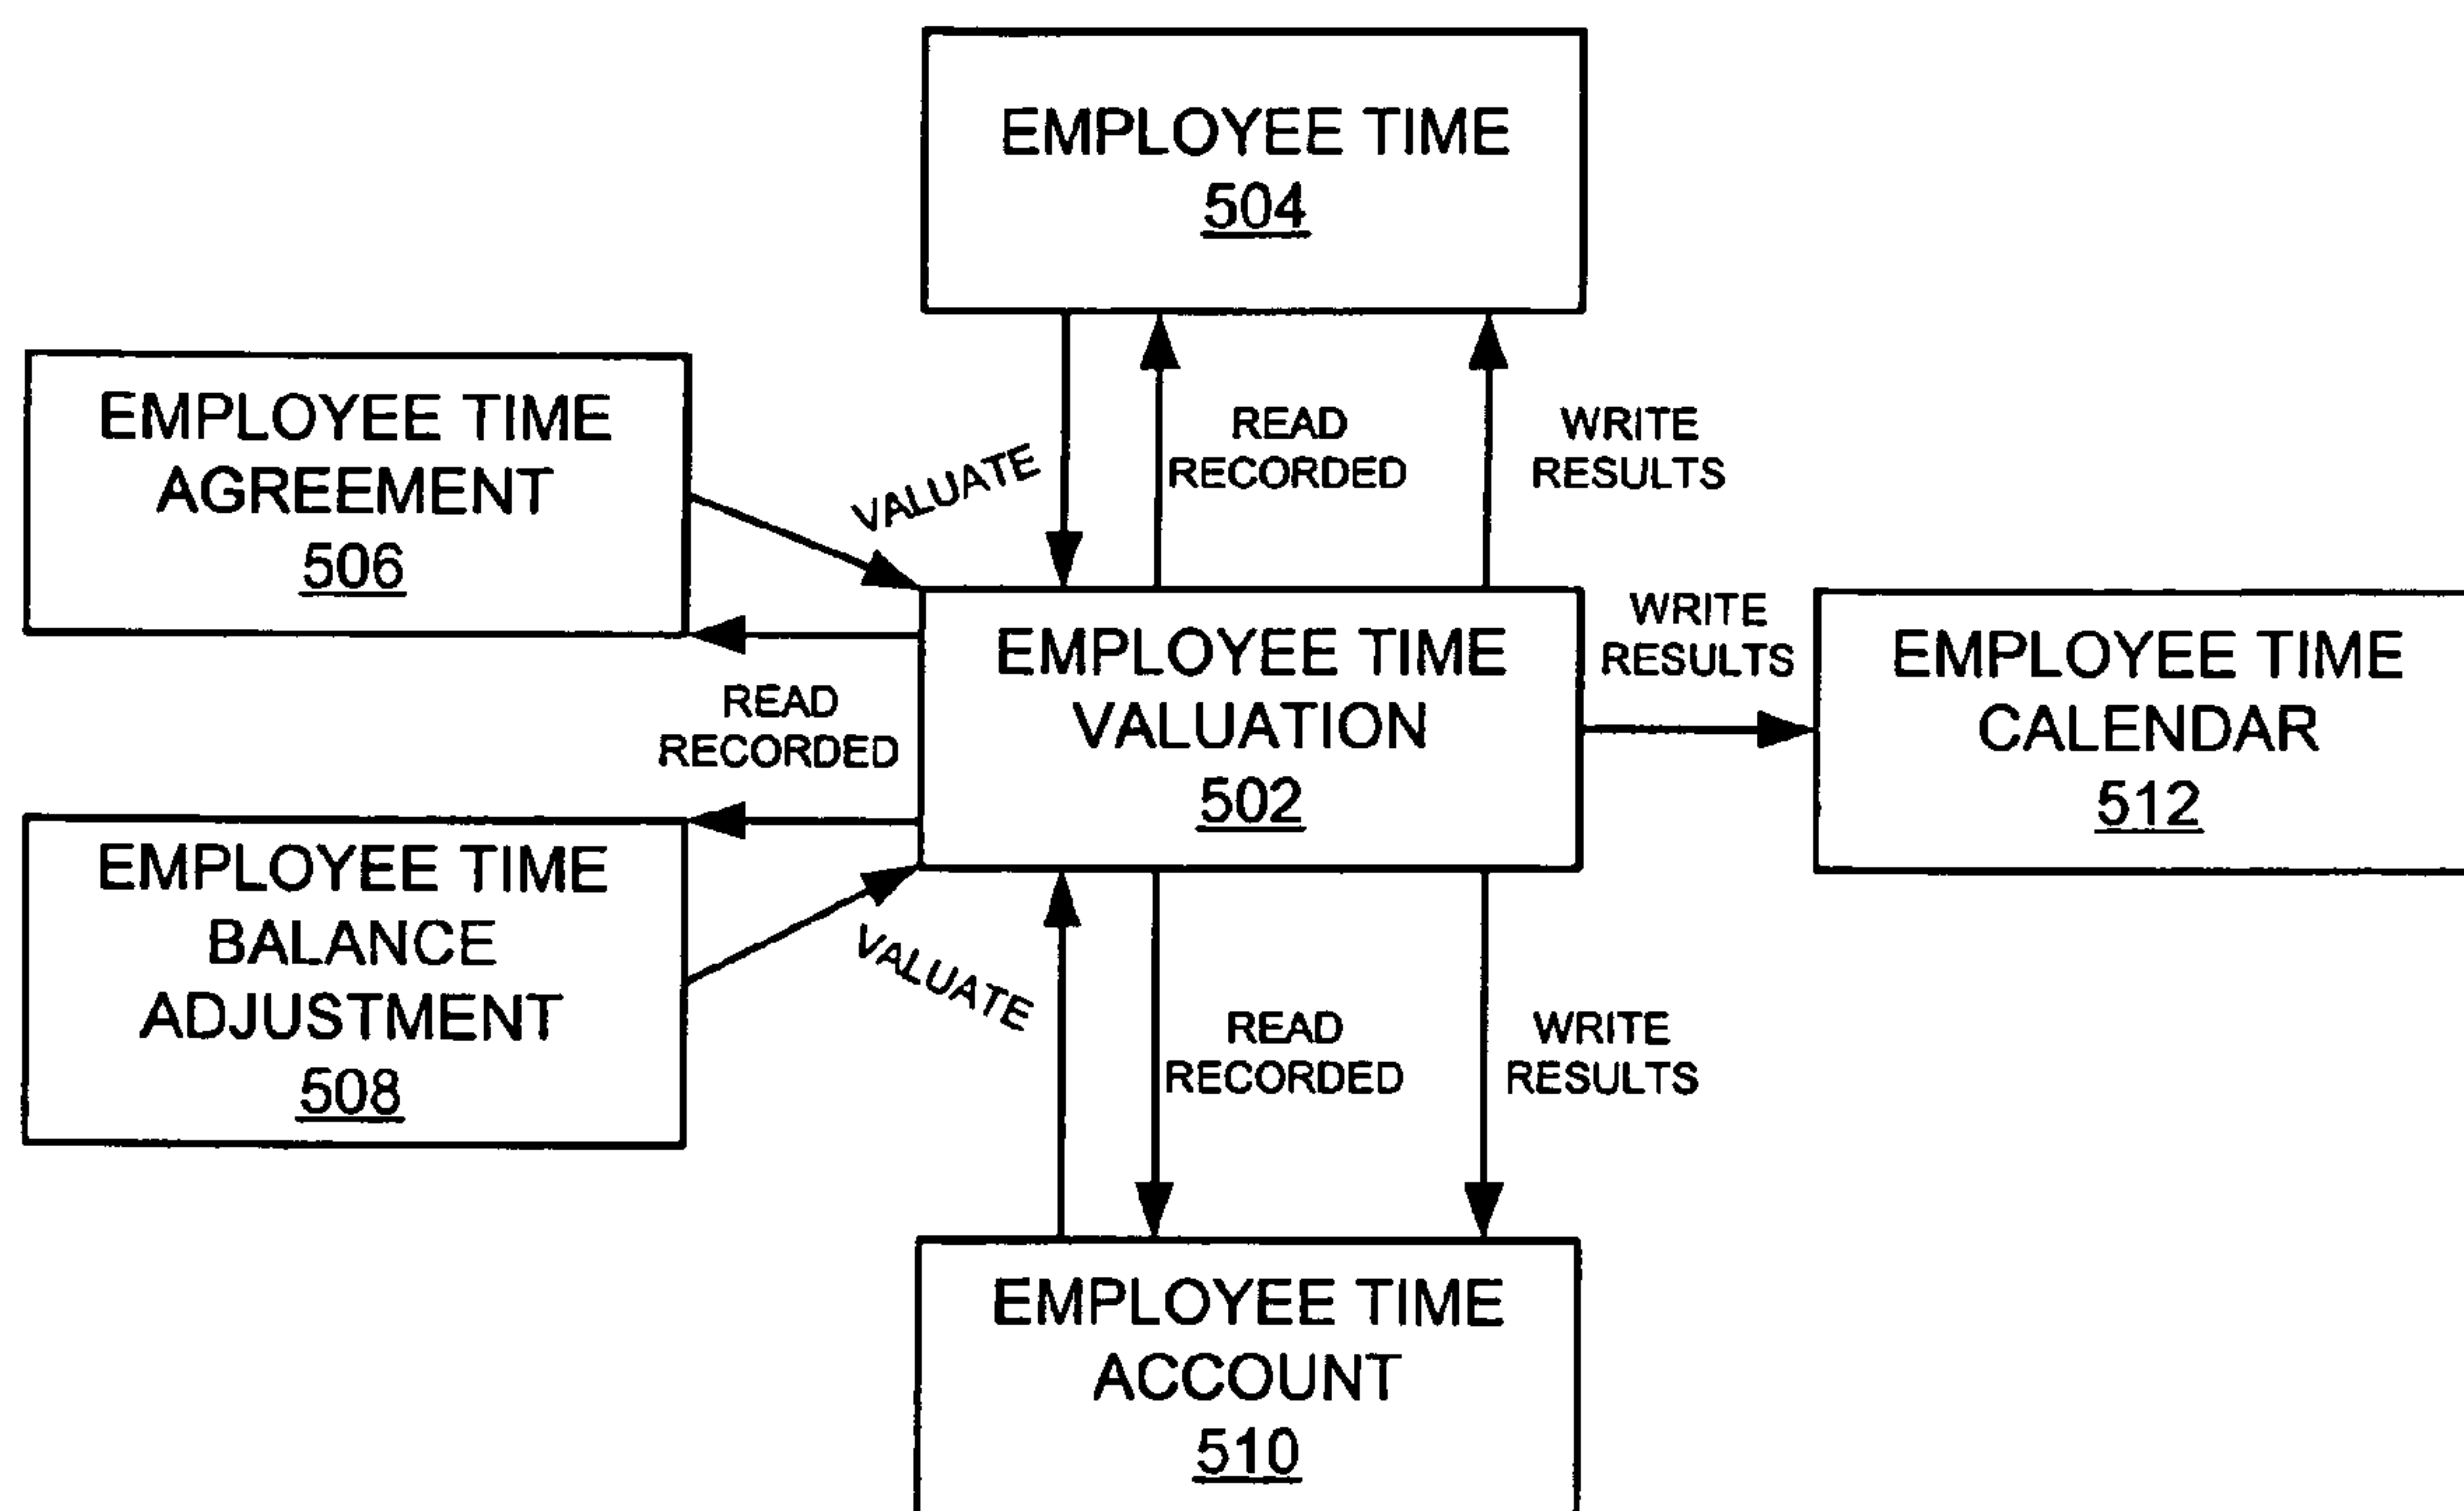 EMPLOYEE TIME
504
EMPLOYEE TIME
AGREEMENT
506
VALUATE
READ
RECORDED
WRITE
RESULTS
READ
RECORDED
EMPLOYEE TIME
VALUATION
502
WRITE
RESULTS
EMPLOYEE TIME
CALENDAR
512
EMPLOYEE TIME
BALANCE
ADJUSTMENT
508
VALUATE
READ
RECORDED
WRITE
RESULTS
EMPLOYEE TIME
ACCOUNT
510